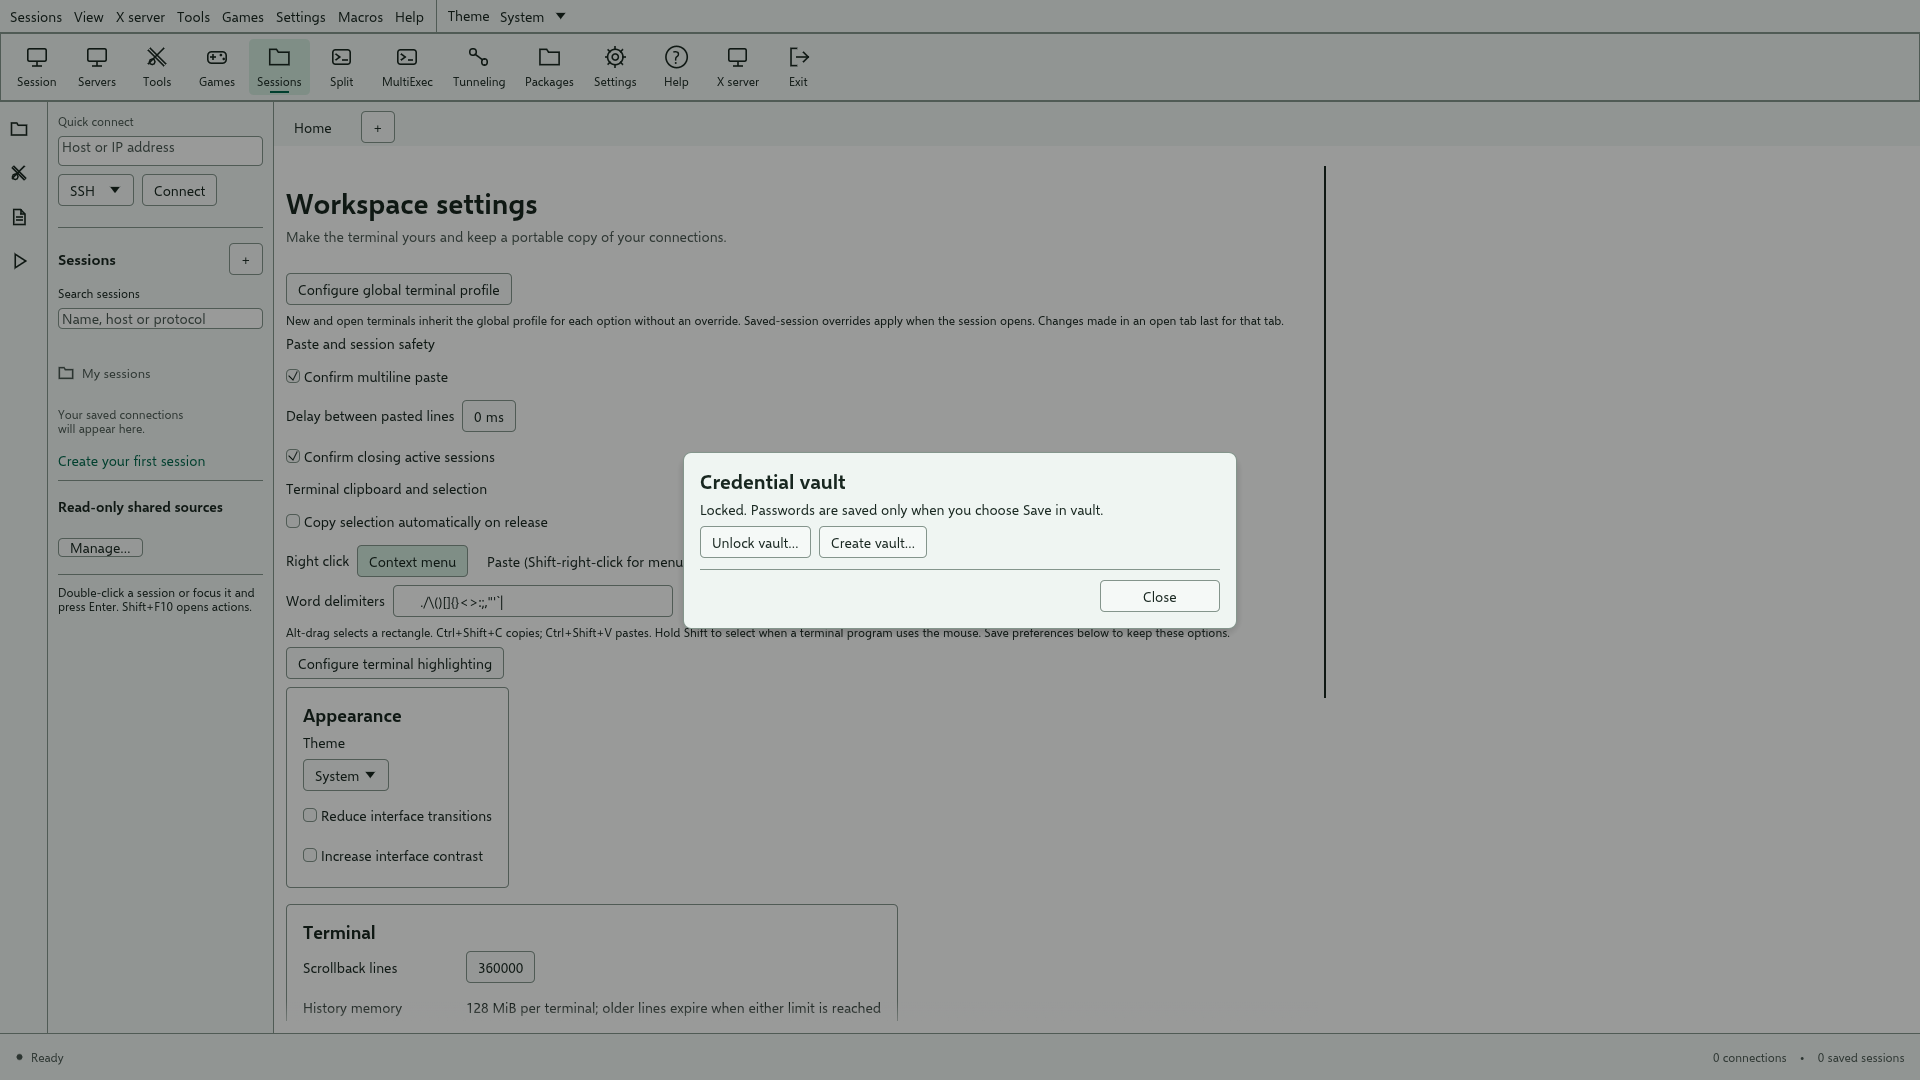 Sessions View X server Tools Games Settings Macros Help Theme System
Session Servers Tools Games Sessions Split MultiExec Tunneling Packages Settings Help X server Exit
Quick connect
Host or IP address
SSH Connect
Sessions +
Search sessions
Name, host or protocol
My sessions
Your saved connections
will appear here.
Create your first session
Read-only shared sources
Manage...
Double-click a session or focus it and
press Enter. Shift+F10 opens actions.
Home +
Workspace settings
Make the terminal yours and keep a portable copy of your connections.
Configure global terminal profile
New and open terminals inherit the global profile for each option without an override. Saved-session overrides apply when the session opens. Changes made in an open tab last for that tab.
Paste and session safety
Confirm multiline paste
Delay between pasted lines 0 ms
Confirm closing active sessions
Terminal clipboard and selection
Copy selection automatically on release
Right click Context menu Paste (Shift-right-click for menu
Word delimiters ./\()[]{}<>:;,"'`|
Alt-drag selects a rectangle. Ctrl+Shift+C copies; Ctrl+Shift+V pastes. Hold Shift to select when a terminal program uses the mouse. Save preferences below to keep these options.
Configure terminal highlighting
Appearance
Theme
System
Reduce interface transitions
Increase interface contrast
Terminal
Scrollback lines 360000
History memory 128 MiB per terminal; older lines expire when either limit is reached
Credential vault
Locked. Passwords are saved only when you choose Save in vault.
Unlock vault... Create vault...
Close
Ready
0 connections • 0 saved sessions